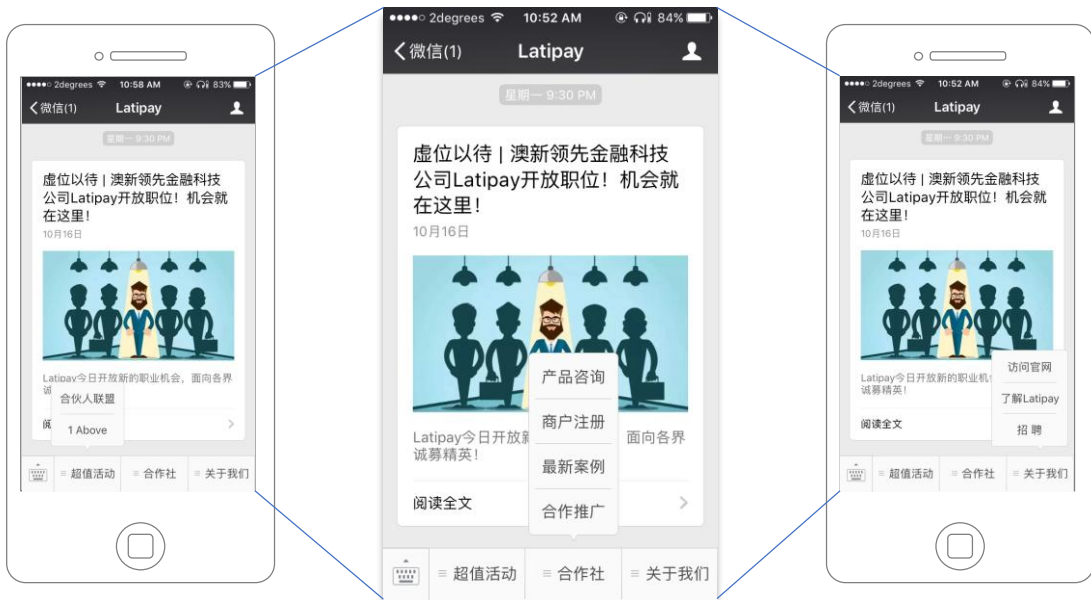 2degrees 10:58 AM 83%
微信(1) Latipay
星期一 9:30 PM
虚位以待 | 澳新领先金融科技
公司Latipay开放职位！机会就
在这里！
10月16日
Latipay今日开放新的职业机会，面向各界
诚
合伙人联盟
阅
1 Above
超值活动 合作社 关于我们
2degrees 10:52 AM 84%
微信(1) Latipay
星期一 9:30 PM
虚位以待 | 澳新领先金融科技
公司Latipay开放职位！机会就
在这里！
10月16日
产品咨询
商户注册
Latipay今日开放 面向各界
诚募精英！
最新案例
阅读全文
合作推广
超值活动 合作社 关于我们
2degrees 10:52 AM 84%
微信(1) Latipay
星期一 9:30 PM
虚位以待 | 澳新领先金融科技
公司Latipay开放职位！机会就
在这里！
10月16日
访问官网
Latipay今日开放新的职业机
诚募精英！
了解Latipay
阅读全文
招 聘
超值活动 合作社 关于我们